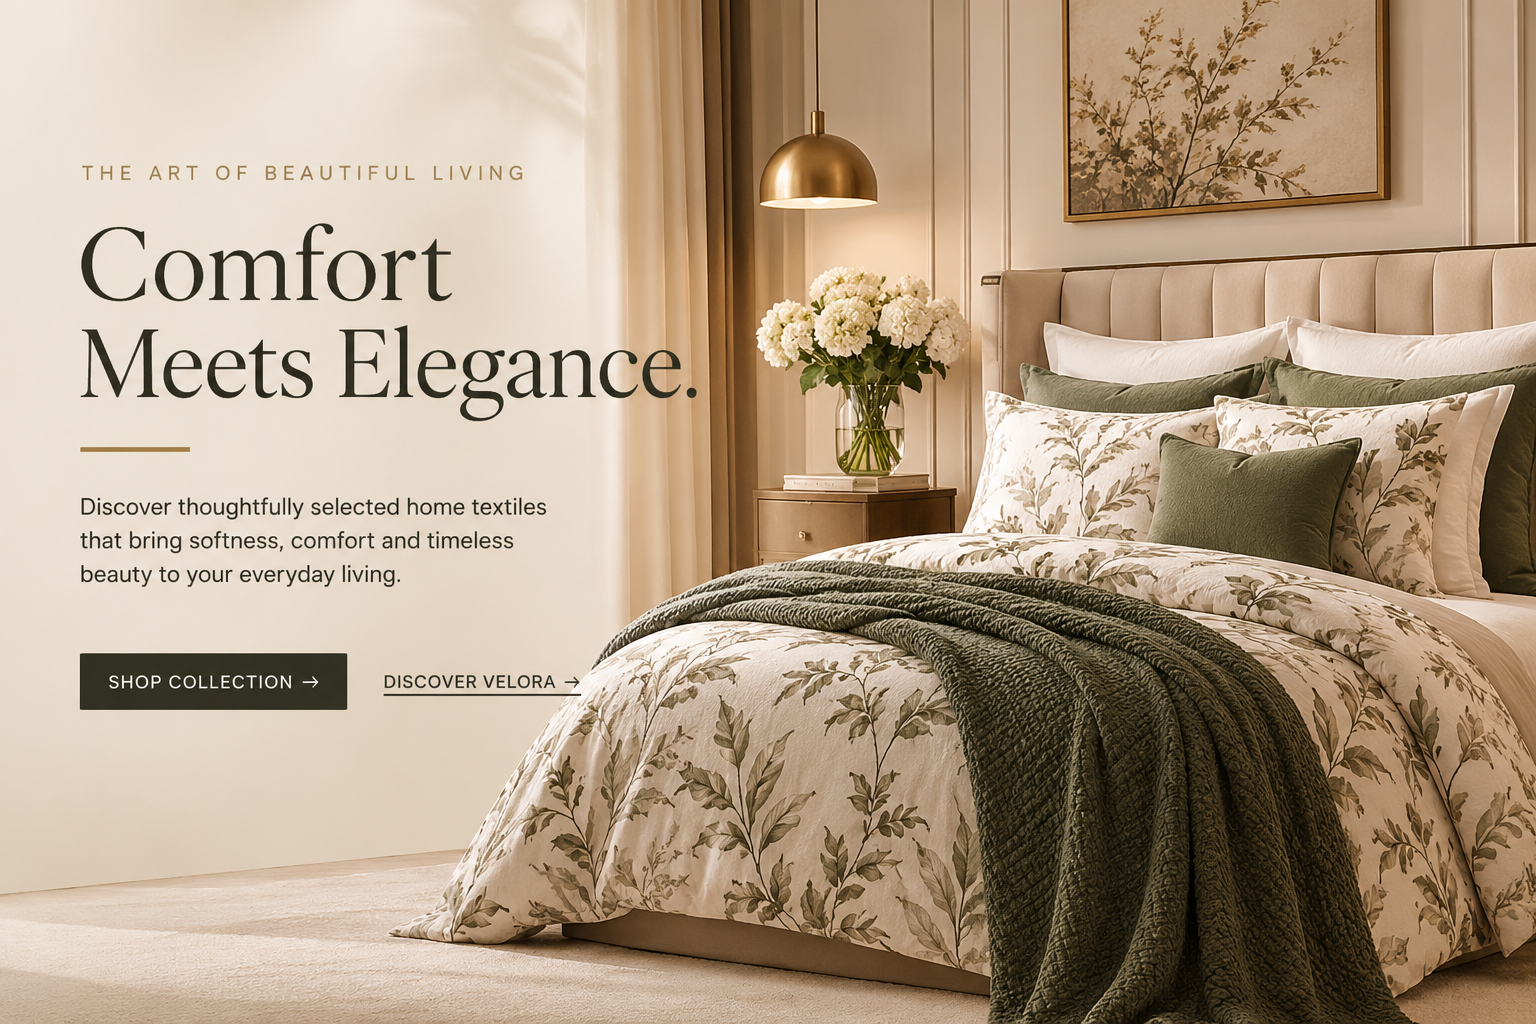 THE ART OF BEAUTIFUL LIVING
Comfort
Meets Elegance.
Discover thoughtfully selected home textiles
that bring softness, comfort and timeless
beauty to your everyday living.
SHOP COLLECTION →
DISCOVER VELORA →